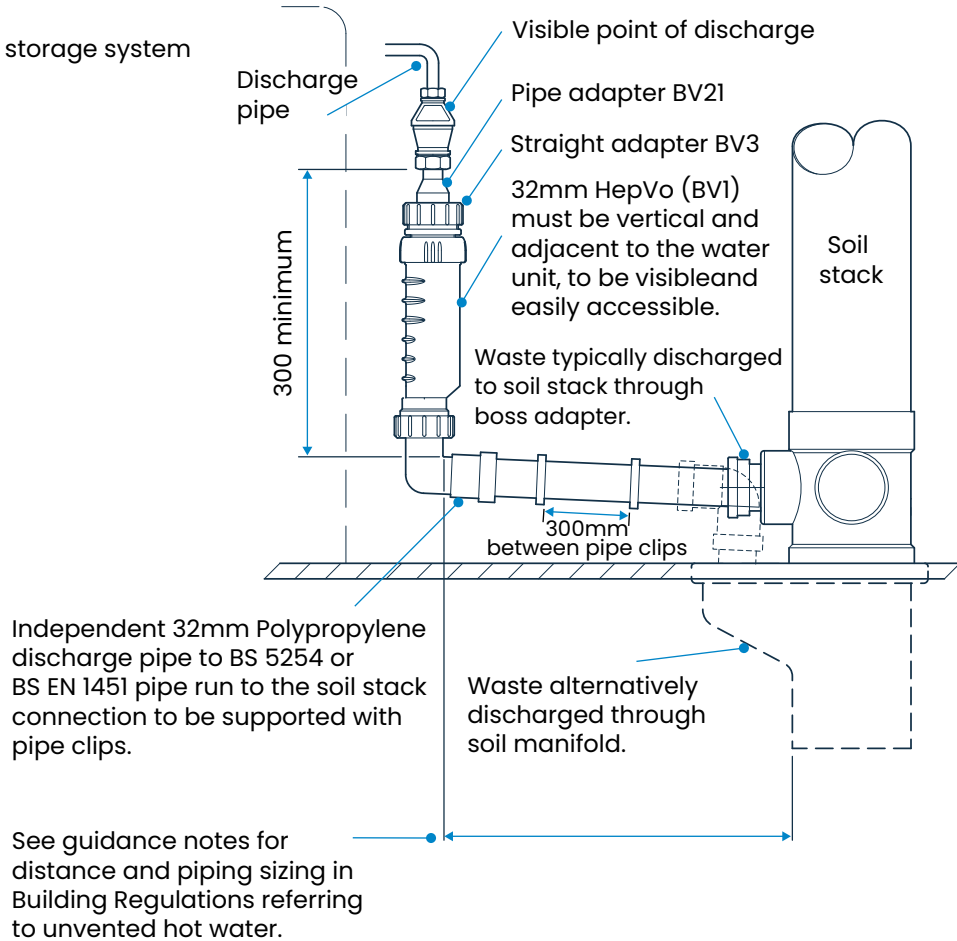 storage system
Discharge
pipe
Visible point of discharge
Pipe adapter BV21
Straight adapter BV3
32mm HepVo (BV1)
must be vertical and
adjacent to the water
unit, to be visibleand
easily accessible.
300 minimum
Soil
stack
Waste typically discharged
to soil stack through
boss adapter.
300mm
between pipe clips
Independent 32mm Polypropylene
discharge pipe to BS 5254 or
BS EN 1451 pipe run to the soil stack
connection to be supported with
pipe clips.
Waste alternatively
discharged through
soil manifold.
See guidance notes for
distance and piping sizing in
Building Regulations referring
to unvented hot water.